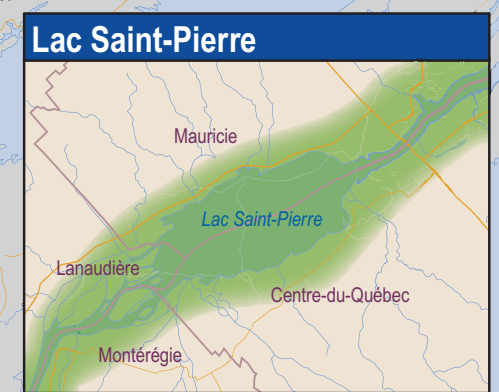 Lac Saint-Pierre
Mauricie
Lac Saint-Pierre
Lanaudière
Centre-du-Québec
Montérégie